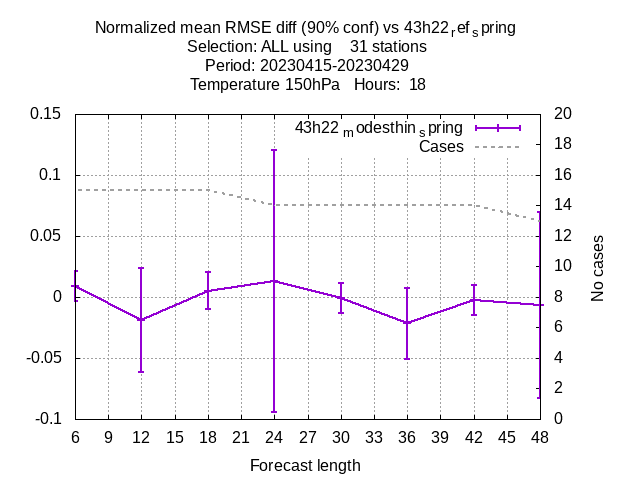 Normalized mean RMSE diff (90% conf) vs 43h22ref spring
Selection: ALL using 31 stations
Period: 20230415-20230429
Temperature 150hPa Hours: 18
43h22modesthinspring
Cases
0.15
0.1
0.05
0
-0.05
-0.1
20
18
16
14
12
10
8
6
4
2
0
No cases
6 9 12 15 18 21 24 27 30 33 36 39 42 45 48
Forecast length